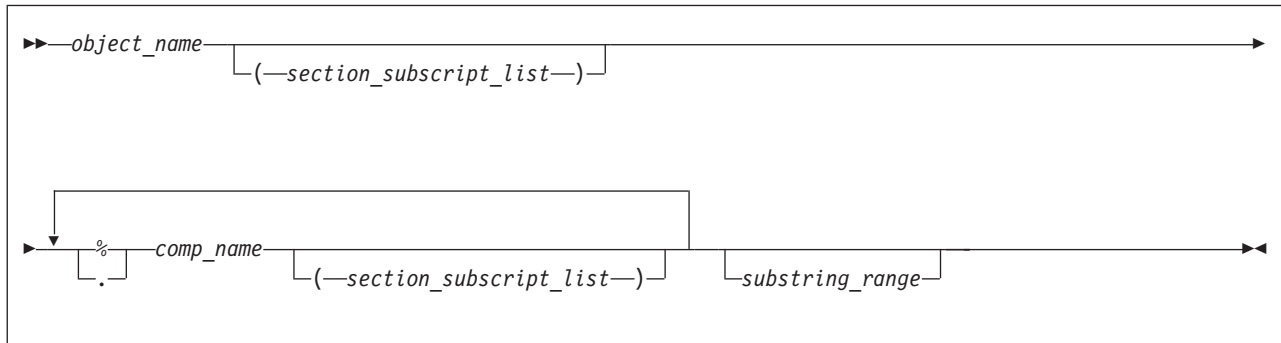 object_name
(section_subscript_list)
% comp_name
. (section_subscript_list) substring_range